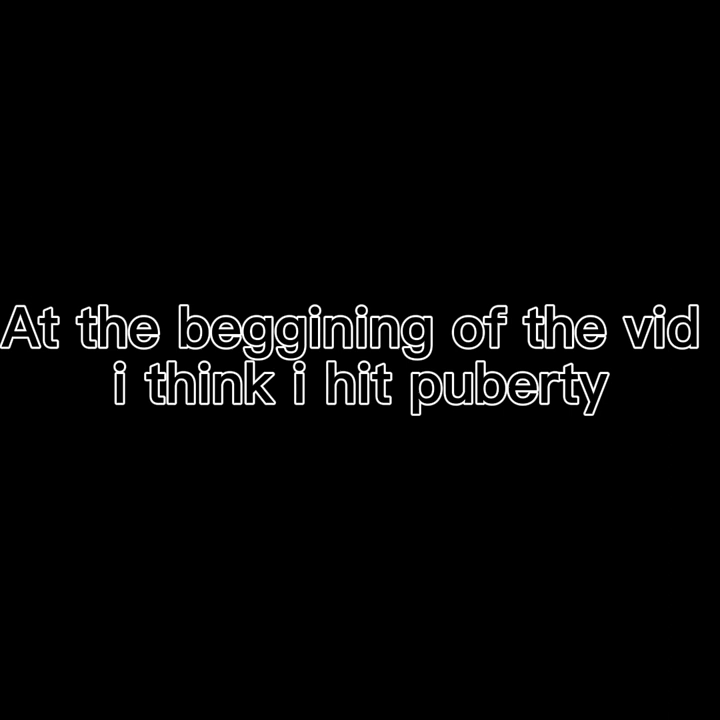 At the beggining of the vid
i think i hit puberty